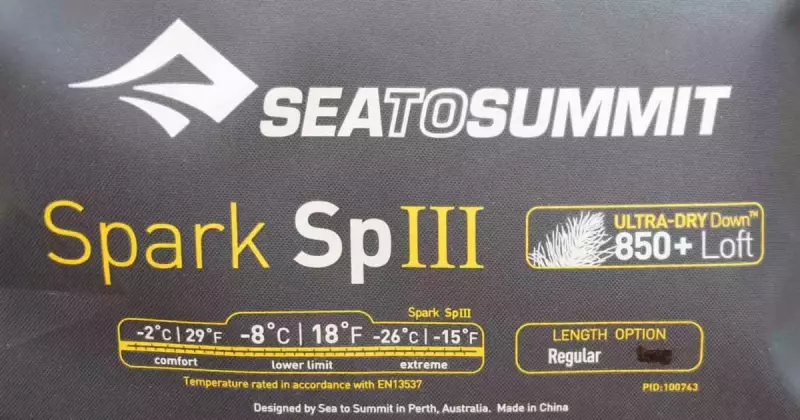 SEATOSUMMIT
Spark SpIII
ULTRA-DRY Down™
850+ Loft
Spark SpIII
-2°C | 29°F -8°C | 18°F -26°C | -15°F
comfort lower limit extreme
Temperature rated in accordance with EN13537
LENGTH OPTION
Regular
PID:100743
Designed by Sea to Summit in Perth, Australia. Made in China